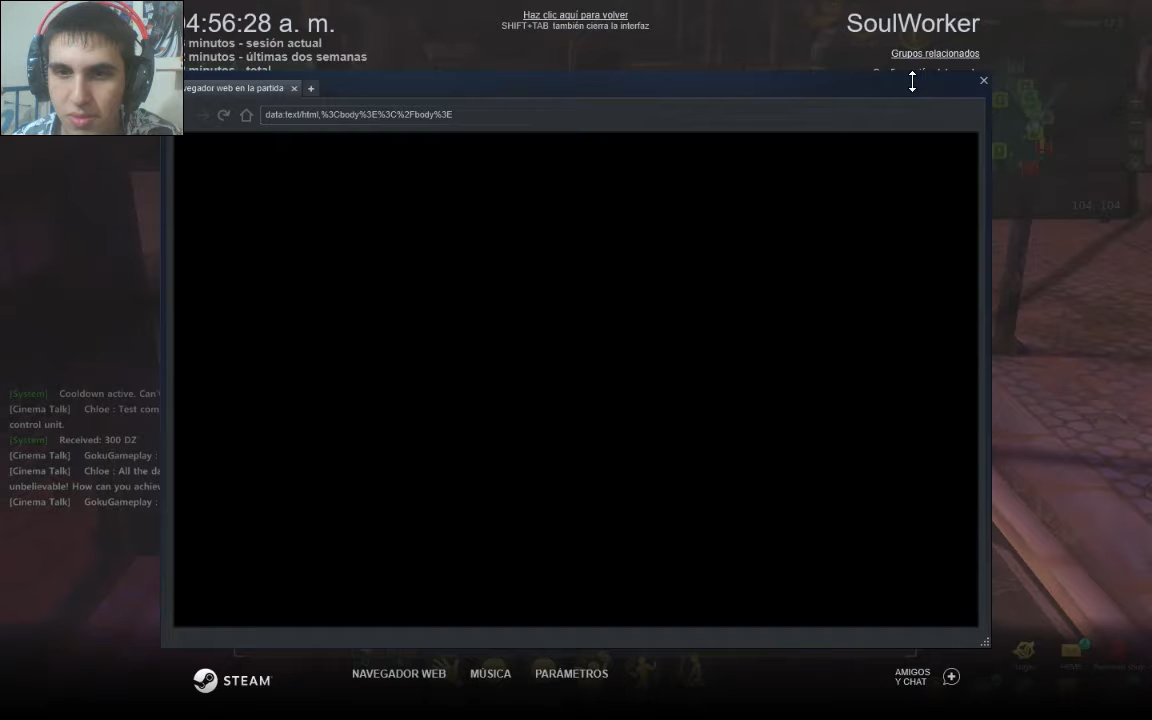 4:56:28 a. m.
minutos - sesión actual
minutos - últimas dos semanas
minutos - total
Haz clic aquí para volver
SHIFT+TAB también cierra la interfaz
SoulWorker
Grupos relacionados
vegador web en la partida
data:text/html,%3Cbody%3E%3C%2Fbody%3E
104, 104
[System] Cooldown active. Can'
[Cinema Talk] Chloe : Test com
control unit.
[System] Received: 300 DZ
[Cinema Talk] GokuGameplay :
[Cinema Talk] Chloe : All the da
unbelievable! How can you achiev
[Cinema Talk] GokuGameplay :
STEAM
NAVEGADOR WEB
MÚSICA
PARÁMETROS
AMIGOS
Y CHAT